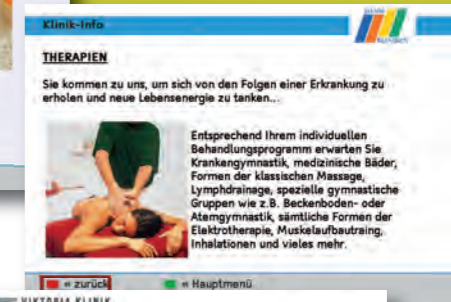 Klinik-Info
KLINIKEN
THERAPIEN
Sie kommen zu uns, um sich von den Folgen einer Erkrankung zu
erholen und neue Lebensenergie zu tanken...
Entsprechend Ihrem individuellen
Behandlungsprogramm erwarten Sie
Krankengymnastik, medizinische Bäder,
Formen der klassischen Massage,
Lymphdrainage, spezielle gymnastische
Gruppen wie z.B. Beckenboden- oder
Atemgymnastik, sämtliche Formen der
Elektrotherapie, Muskelaufbautraing,
Inhalationen und vieles mehr.
« zurück
« Hauptmenü
VIKTORIA KLINIK